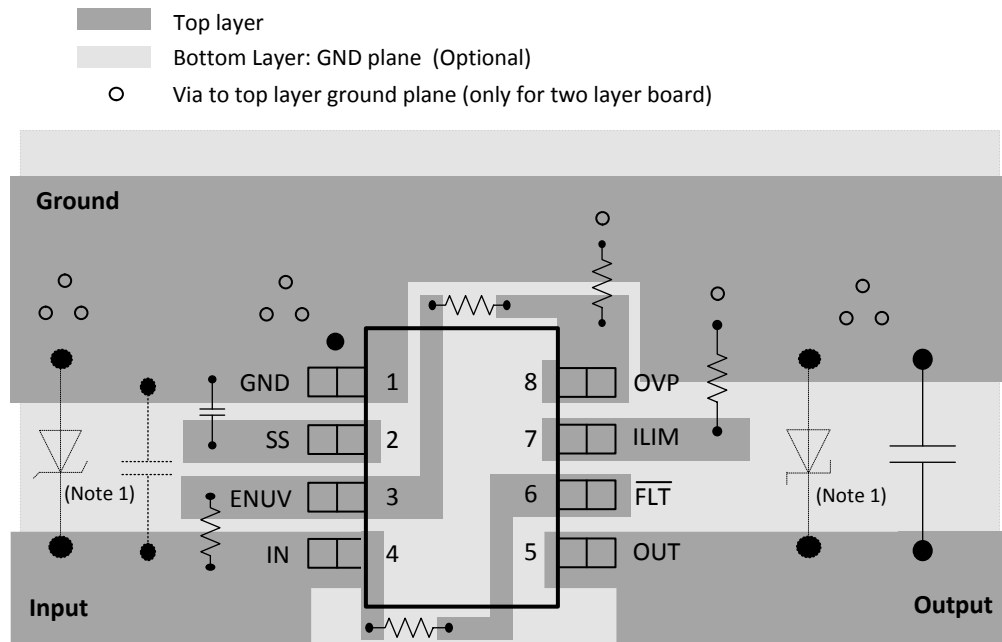 Top layer
Bottom Layer: GND plane (Optional)
Via to top layer ground plane (only for two layer board)
Ground
GND 1 8 OVP
SS 2 7 ILIM
(Note 1) ENUV 3 6 FLT (Note 1)
IN 4 5 OUT
Input Output